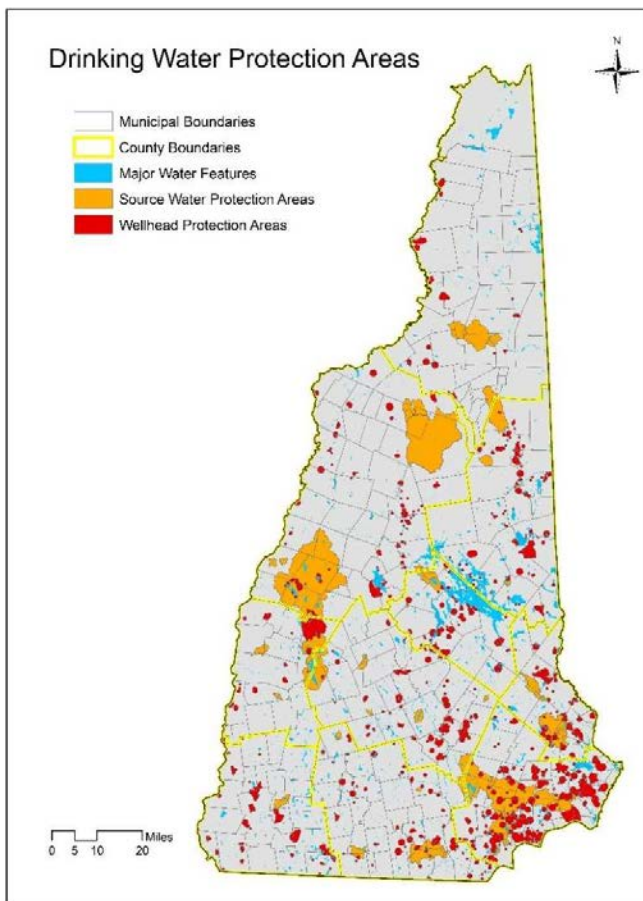 Drinking Water Protection Areas
N
Municipal Boundaries
County Boundaries
Major Water Features
Source Water Protection Areas
Wellhead Protection Areas
Miles
0 5 10 20